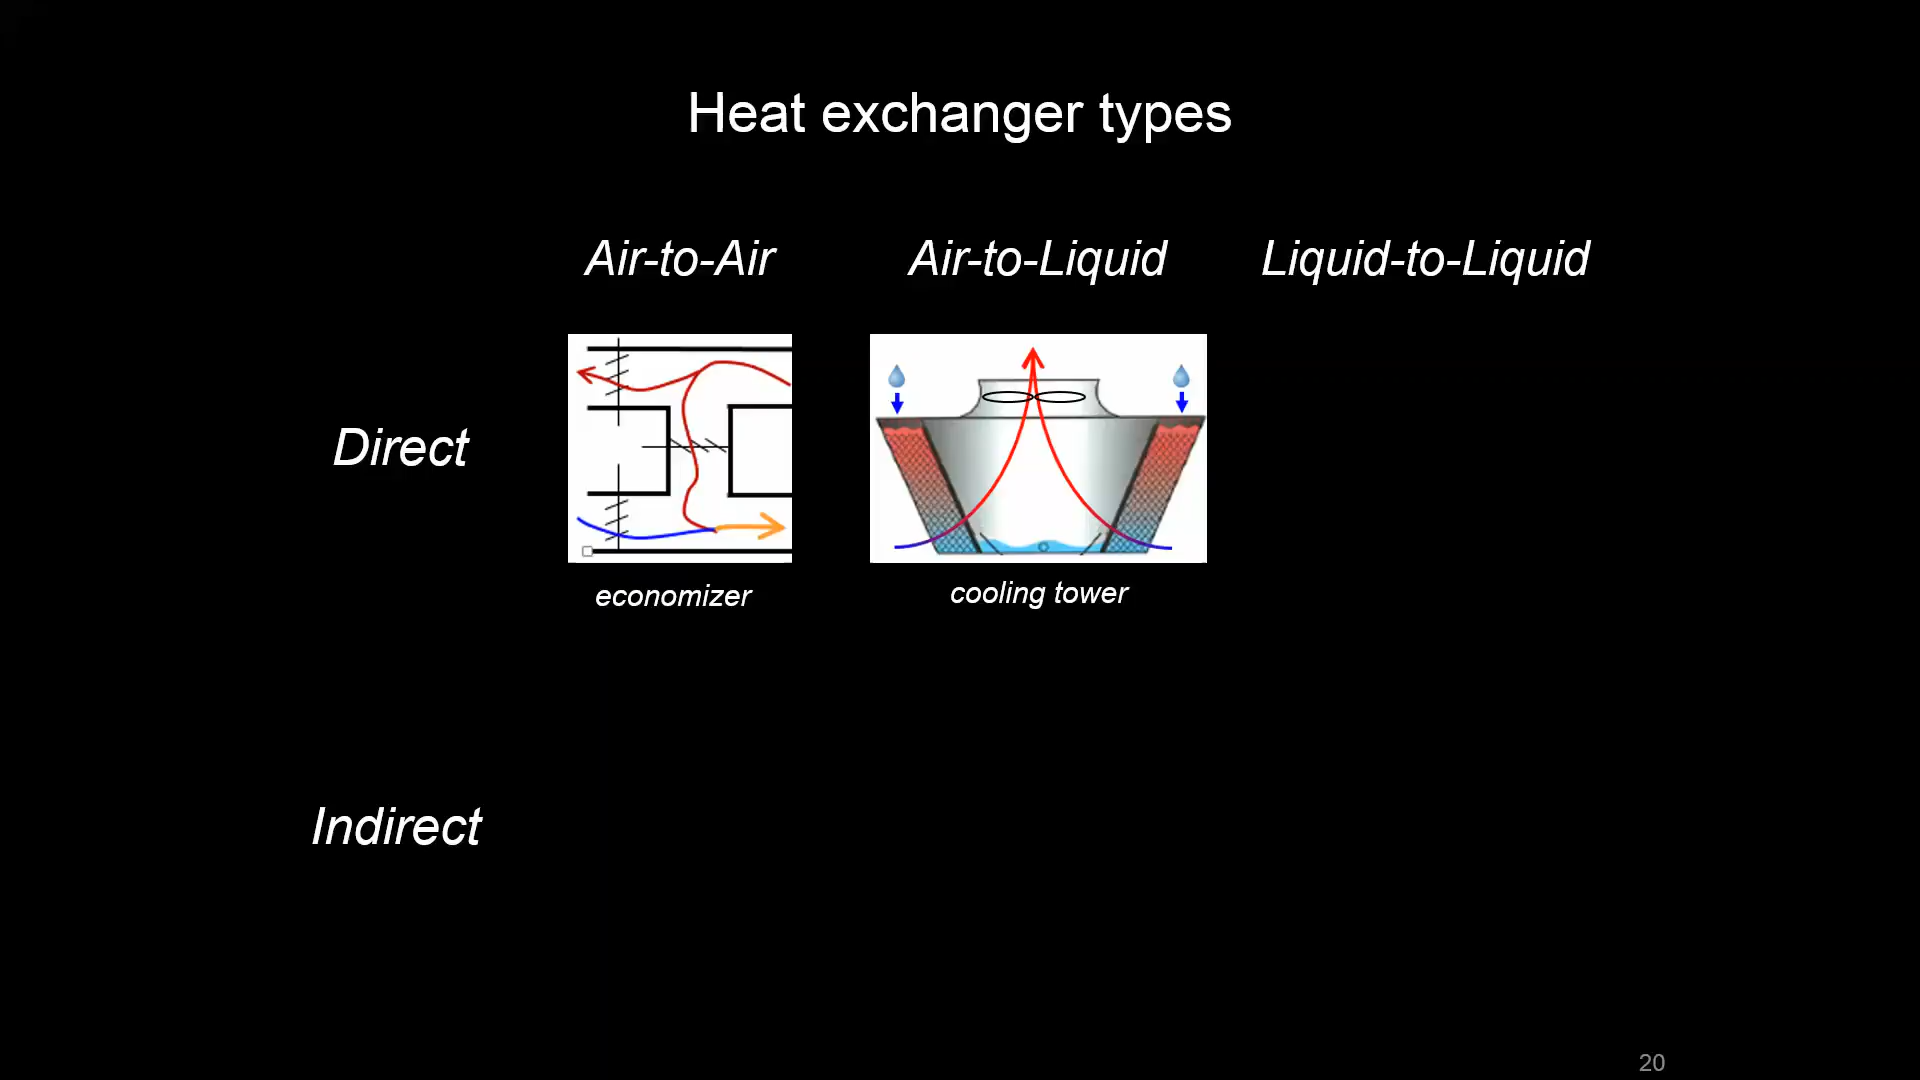 Heat exchanger types
Air-to-Air
Air-to-Liquid
Liquid-to-Liquid
Direct
economizer
cooling tower
Indirect
20